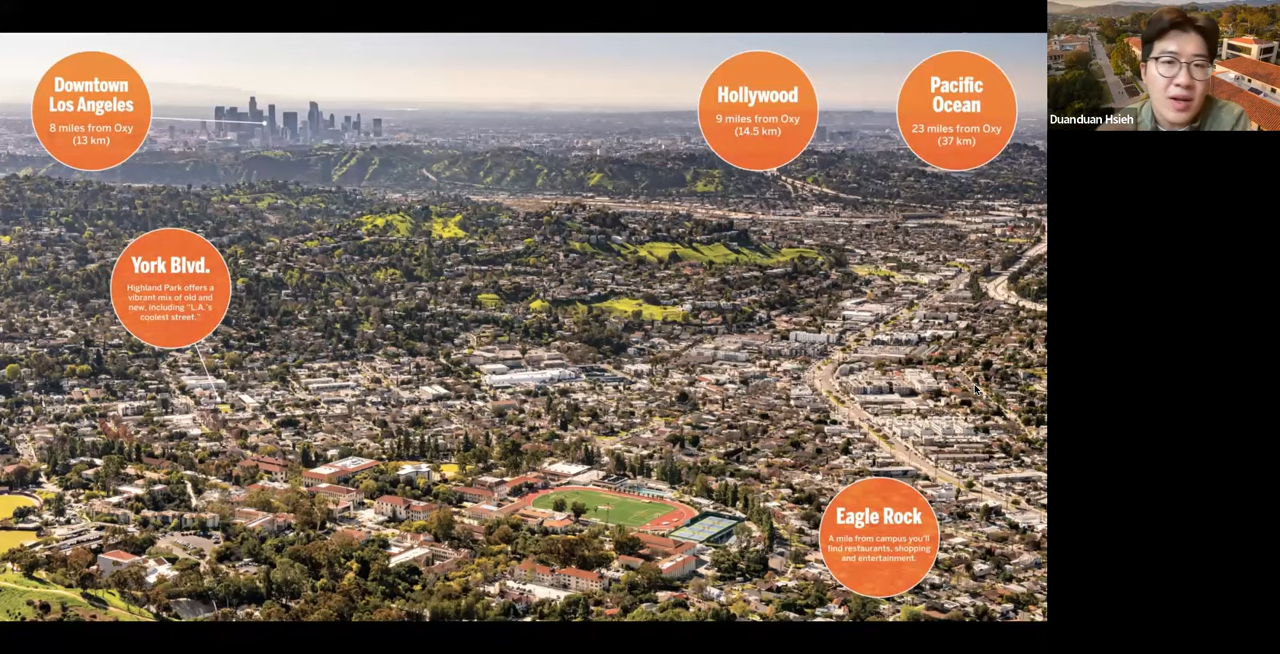 Downtown
Los Angeles
8 miles from Oxy
(13 km)
Hollywood
9 miles from Oxy
(14.5 km)
Pacific
Ocean
23 miles from Oxy
(37 km)
Duanduan Hsieh
York Blvd.
Highland Park offers a
vibrant mix of old and
new, including "L.A.'s
coolest street."
Eagle Rock
A mile from campus you'll
find restaurants, shopping
and entertainment.